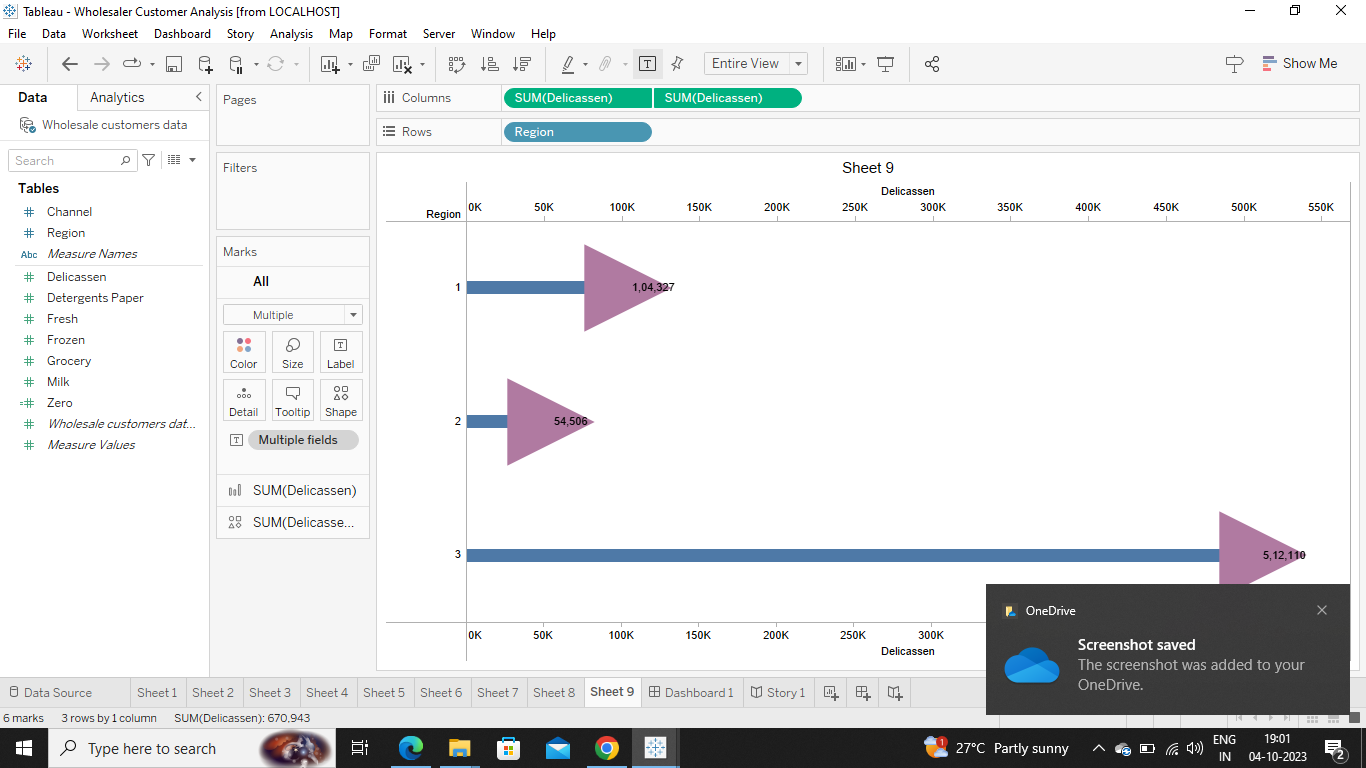 Tableau - Wholesaler Customer Analysis [from LOCALHOST]
File Data Worksheet Dashboard Story Analysis Map Format Server Window Help
Entire View
Show Me
Data Analytics
Wholesale customers data
Search
Tables
Channel
Region
Abc Measure Names
Delicassen
Detergents Paper
Fresh
Frozen
Grocery
Milk
Zero
Wholesale customers dat...
Measure Values
Pages
Filters
Marks
All
Multiple
Color Size Label
Detail Tooltip Shape
Multiple fields
SUM(Delicassen)
SUM(Delicasse...
Columns SUM(Delicassen) SUM(Delicassen)
Rows Region
Sheet 9
Delicassen
Region 0K 50K 100K 150K 200K 250K 300K 350K 400K 450K 500K 550K
1 1,04,327
2 54,506
3 5,12,110
0K 50K 100K 150K 200K 250K 300K
Delicassen
OneDrive
Screenshot saved
The screenshot was added to your
OneDrive.
Data Source Sheet 1 Sheet 2 Sheet 3 Sheet 4 Sheet 5 Sheet 6 Sheet 7 Sheet 8 Sheet 9 Dashboard 1 Story 1
6 marks 3 rows by 1 column SUM(Delicassen): 670,943
Type here to search
1
27°C Partly sunny
ENG
IN
19:01
04-10-2023
2